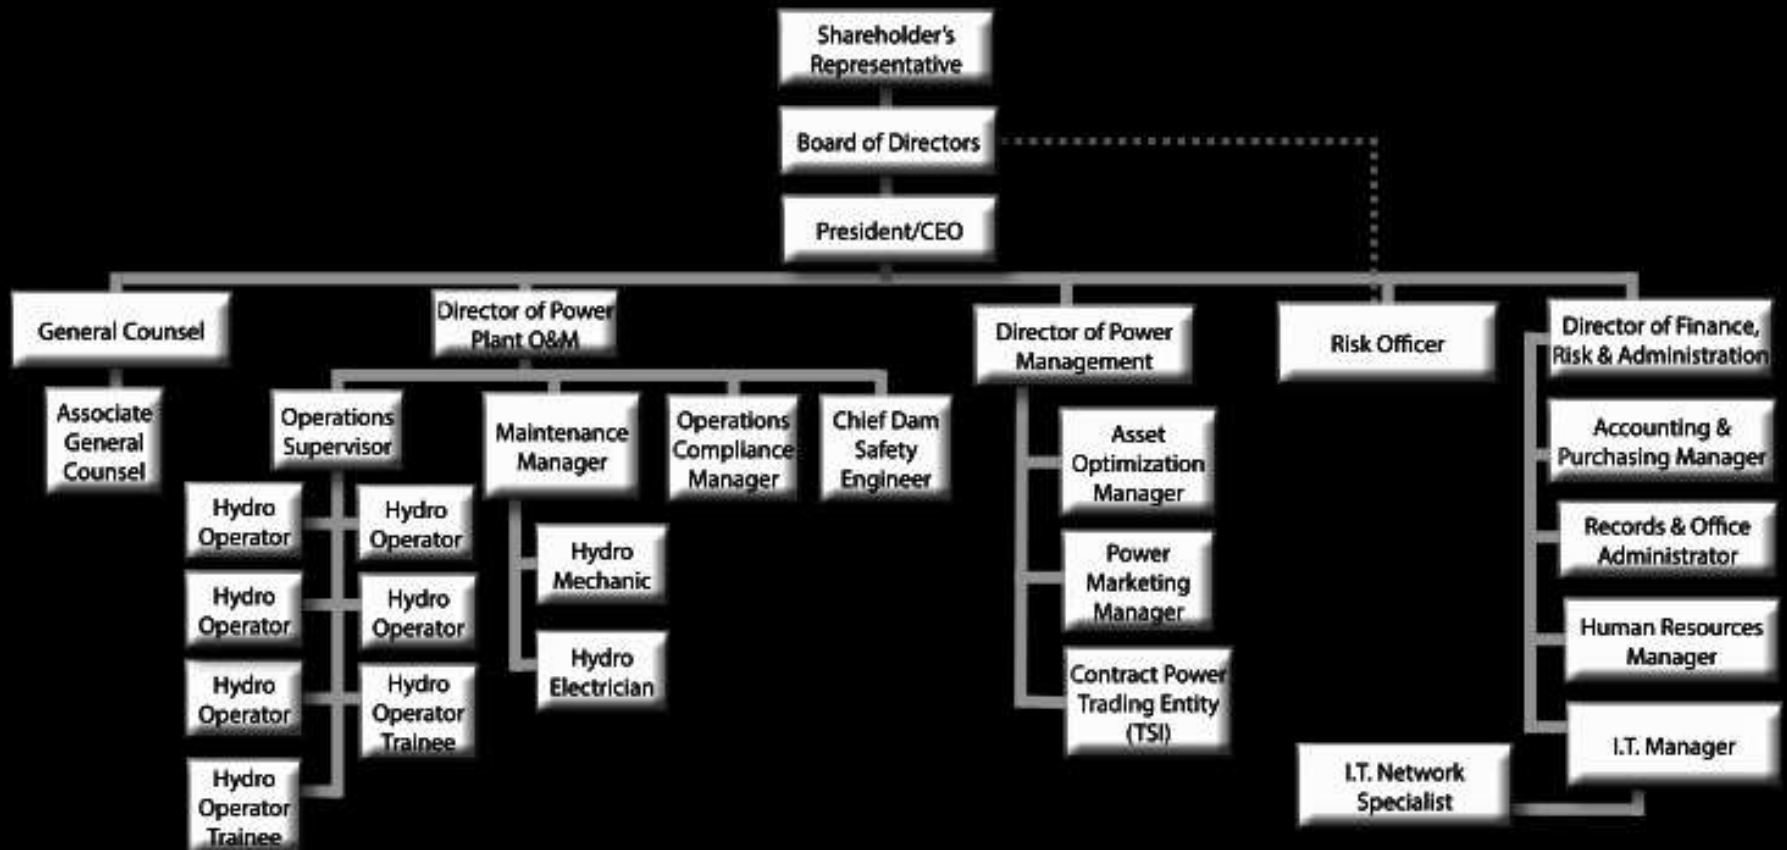 Shareholder's
Representative
Board of Directors
President/CEO
General Counsel
Associate
General
Counsel
Director of Power
Plant O&M
Operations
Supervisor
Hydro
Operator
Hydro
Operator
Hydro
Operator
Hydro
Operator
Hydro
Operator
Hydro
Operator
Trainee
Hydro
Operator
Trainee
Maintenance
Manager
Hydro
Mechanic
Hydro
Electrician
Operations
Compliance
Manager
Chief Dam
Safety
Engineer
Director of Power
Management
Asset
Optimization
Manager
Power
Marketing
Manager
Contract Power
Trading Entity
(TSI)
Risk Officer
Director of Finance,
Risk & Administration
Accounting &
Purchasing Manager
Records & Office
Administrator
Human Resources
Manager
I.T. Manager
I.T. Network
Specialist